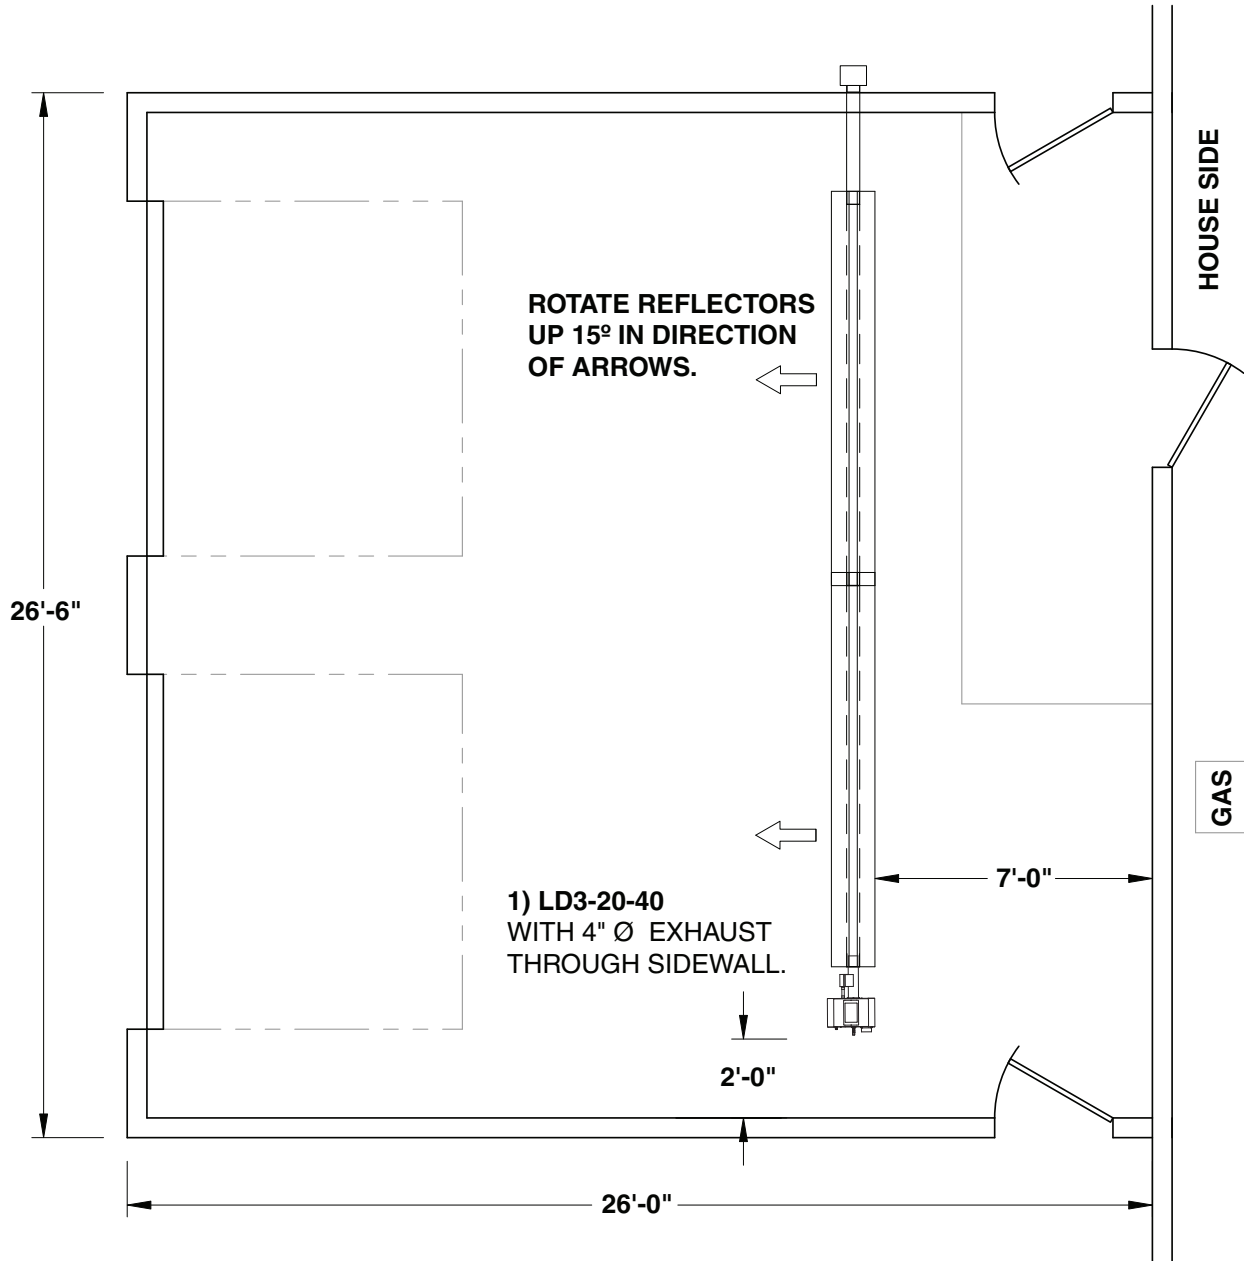 HOUSE SIDE
ROTATE REFLECTORS
UP 15º IN DIRECTION
OF ARROWS.
26'-6"
GAS
7'-0"
1) LD3-20-40
WITH 4" Ø EXHAUST
THROUGH SIDEWALL.
2'-0"
26'-0"